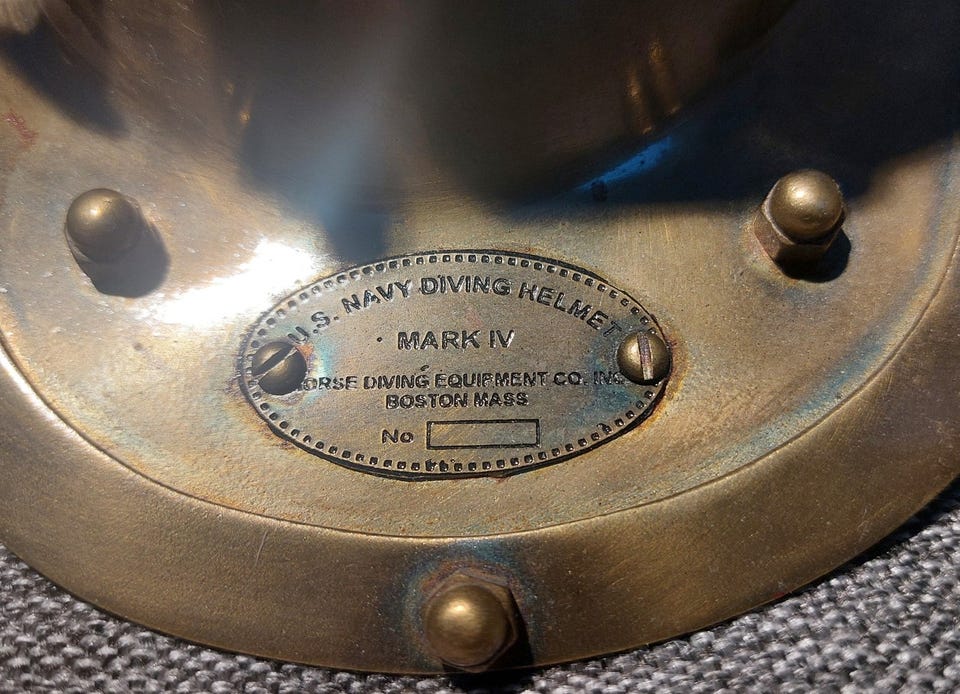 U.S. NAVY DIVING HELMET
MARK IV
ORSE DIVING EQUIPMENT CO. INC
BOSTON MASS
No